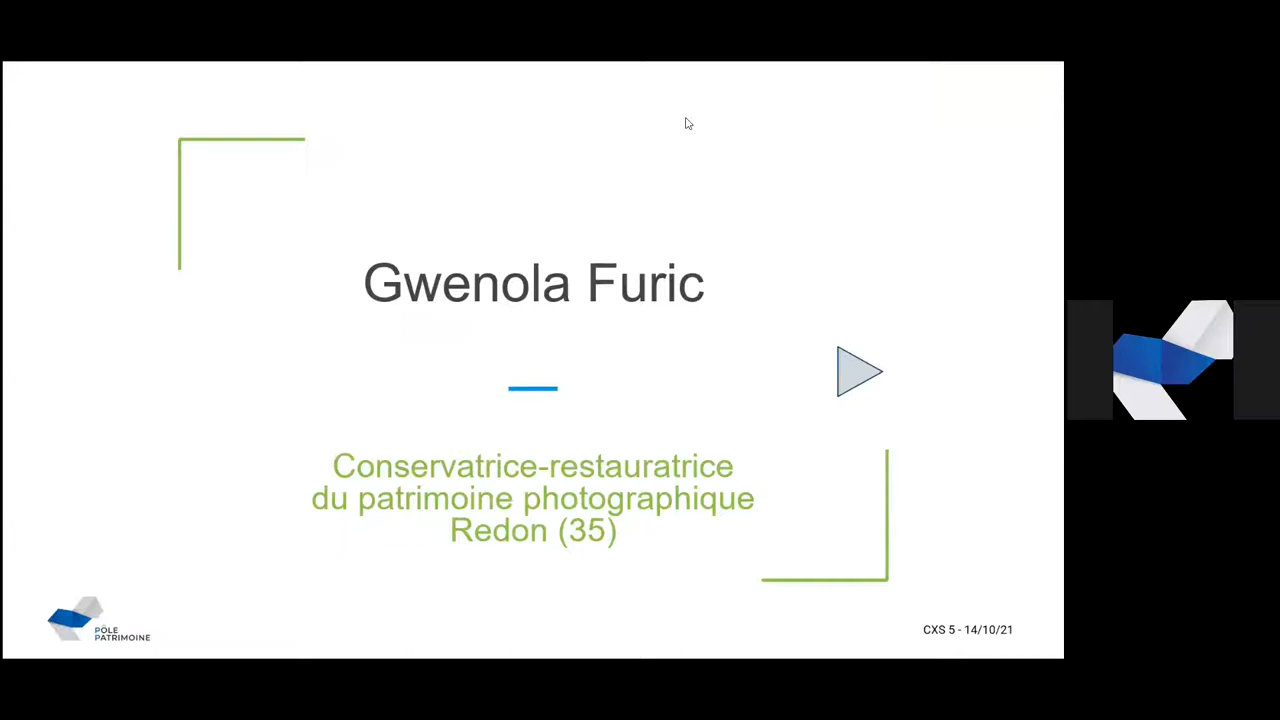 Gwenola Furic
Conservatrice-restauratrice
du patrimoine photographique
Redon (35)
PÔLE
PATRIMOINE
CXS 5 - 14/10/21